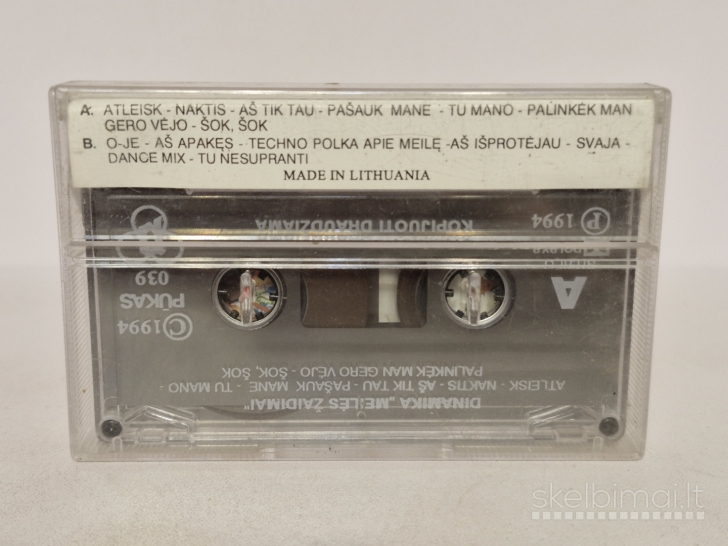 A. ATLEISK - NAKTIS - AŠ TIK TAU - PAŠAUK MANE - TU MANO - PALINKĖK MAN
GERO VĖJO - ŠOK, ŠOK
B. O-JE - AŠ APAKĘS - TECHNO POLKA APIE MEILĘ -AŠ IŠPROTĖJAU - SVAJA -
DANCE MIX - TU NESUPRANTI
MADE IN LITHUANIA
KOPIJUOTI DRAUDŽIAMA
Ⓟ 1994
A
PŪKAS
039
©1994
DINAMIKA „MEILĖS ŽAIDIMAI"
ATLEISK - NAKTIS - AŠ TIK TAU - PAŠAUK MANE - TU MANO -
PALINKĖK MAN GERO VĖJO - ŠOK, ŠOK
skelbimai.lt